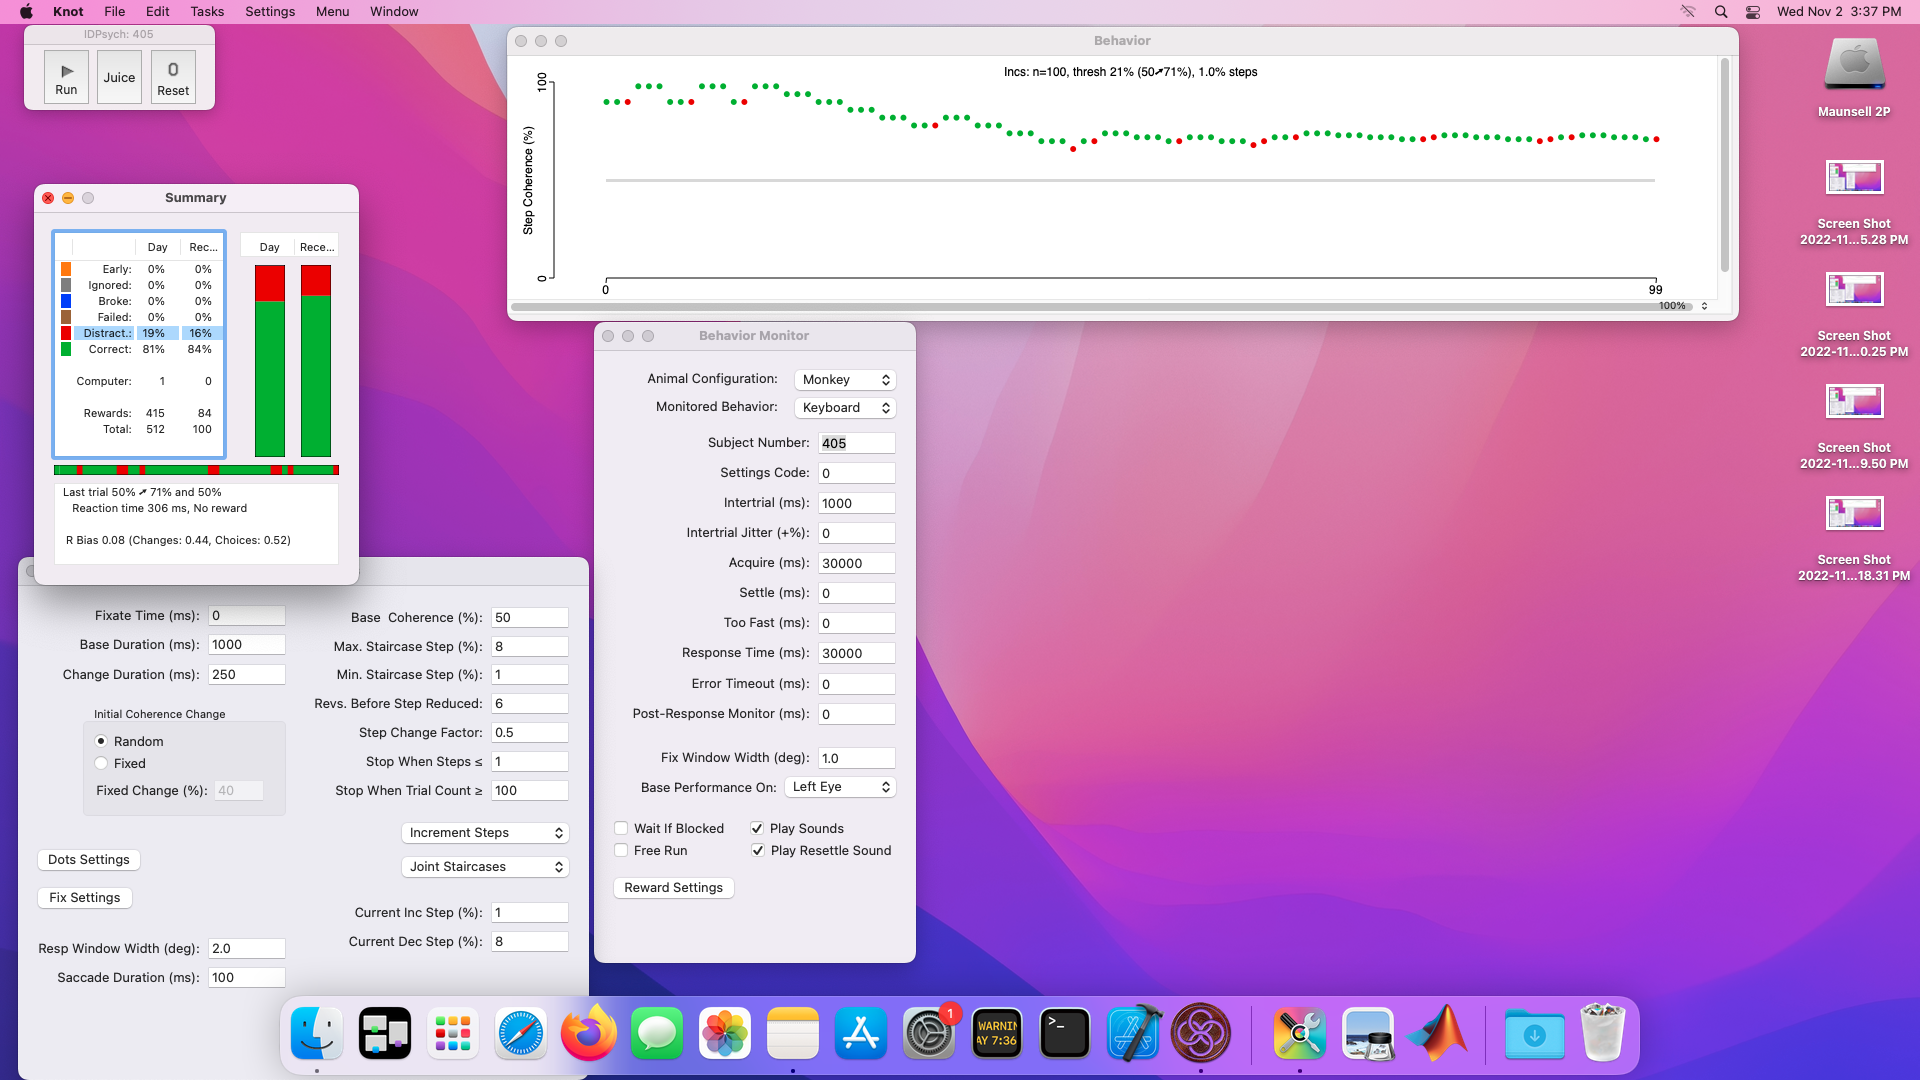 Knot File Edit Tasks Settings Menu Window
Wed Nov 2 3:37 PM
IDPsych: 405
Run Juice 0 Reset
Behavior
Incs: n=100, thresh 21% (50↗71%), 1.0% steps
Step Coherence (%)
100
0
0 99
100%
Maunsell 2P
Screen Shot
2022-11...5.28 PM
Screen Shot
2022-11...0.25 PM
Screen Shot
2022-11...9.50 PM
Screen Shot
2022-11...18.31 PM
Summary
Day Rec...
Early: 0% 0%
Ignored: 0% 0%
Broke: 0% 0%
Failed: 0% 0%
Distract.: 19% 16%
Correct: 81% 84%
Computer: 1 0
Rewards: 415 84
Total: 512 100
Day Rece...
Last trial 50% ↗ 71% and 50%
Reaction time 306 ms, No reward
R Bias 0.08 (Changes: 0.44, Choices: 0.52)
Fixate Time (ms): 0
Base Duration (ms): 1000
Change Duration (ms): 250
Initial Coherence Change
Random
Fixed
Fixed Change (%): 40
Dots Settings
Fix Settings
Resp Window Width (deg): 2.0
Saccade Duration (ms): 100
Base Coherence (%): 50
Max. Staircase Step (%): 8
Min. Staircase Step (%): 1
Revs. Before Step Reduced: 6
Step Change Factor: 0.5
Stop When Steps ≤ 1
Stop When Trial Count ≥ 100
Increment Steps
Joint Staircases
Current Inc Step (%): 1
Current Dec Step (%): 8
Behavior Monitor
Animal Configuration: Monkey
Monitored Behavior: Keyboard
Subject Number: 405
Settings Code: 0
Intertrial (ms): 1000
Intertrial Jitter (+%): 0
Acquire (ms): 30000
Settle (ms): 0
Too Fast (ms): 0
Response Time (ms): 30000
Error Timeout (ms): 0
Post-Response Monitor (ms): 0
Fix Window Width (deg): 1.0
Base Performance On: Left Eye
Wait If Blocked Play Sounds
Free Run Play Resettle Sound
Reward Settings
1
WARNIN
AY 7:36
>_